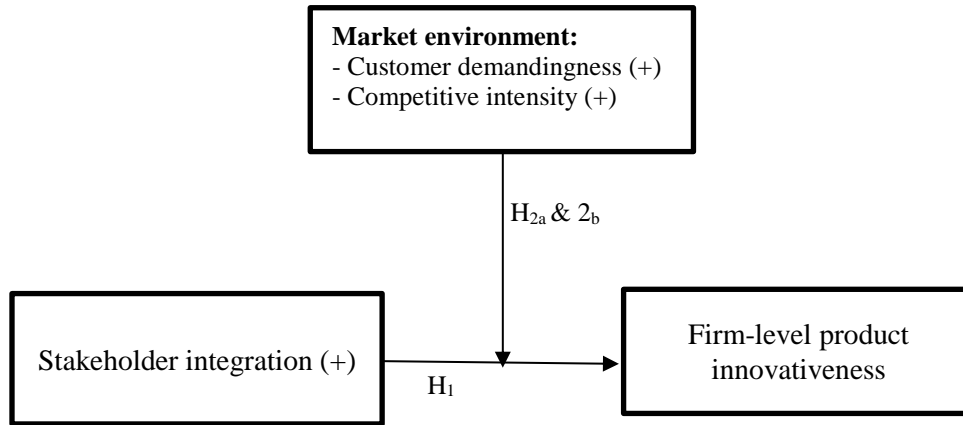 Market environment:
- Customer demandingness (+)
- Competitive intensity (+)
H2a & 2b
Stakeholder integration (+)
H1
Firm-level product
innovativeness